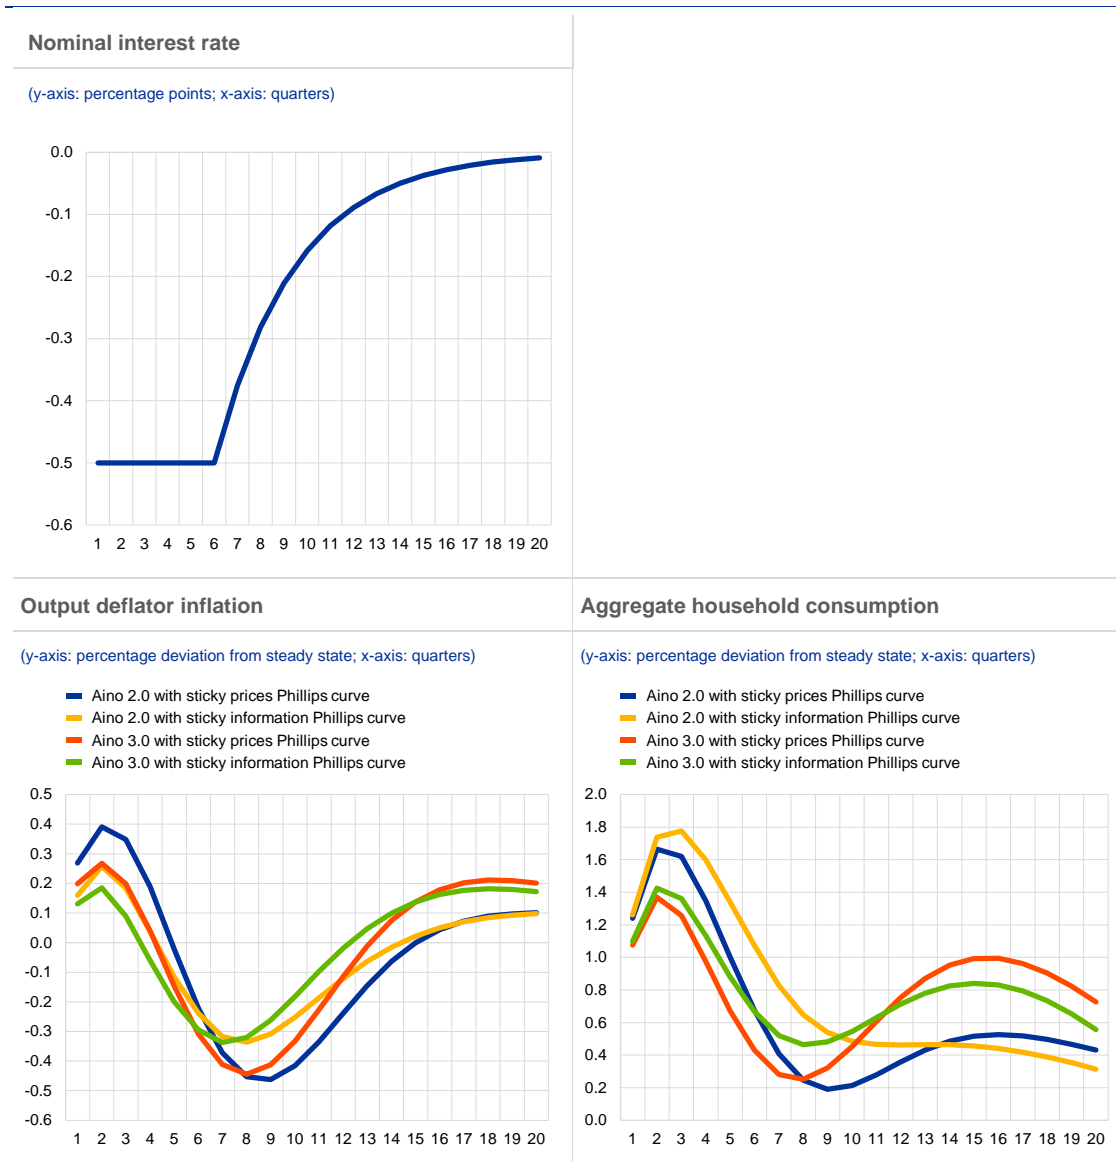 Nominal interest rate
(y-axis: percentage points; x-axis: quarters)
0.0
-0.1
-0.2
-0.3
-0.4
-0.5
-0.6
1 2 3 4 5 6 7 8 9 10 11 12 13 14 15 16 17 18 19 20
Output deflator inflation
(y-axis: percentage deviation from steady state; x-axis: quarters)
Aino 2.0 with sticky prices Phillips curve
Aino 2.0 with sticky information Phillips curve
Aino 3.0 with sticky prices Phillips curve
Aino 3.0 with sticky information Phillips curve
0.5
0.4
0.3
0.2
0.1
0.0
-0.1
-0.2
-0.3
-0.4
-0.5
-0.6
1 2 3 4 5 6 7 8 9 10 11 12 13 14 15 16 17 18 19 20
Aggregate household consumption
(y-axis: percentage deviation from steady state; x-axis: quarters)
Aino 2.0 with sticky prices Phillips curve
Aino 2.0 with sticky information Phillips curve
Aino 3.0 with sticky prices Phillips curve
Aino 3.0 with sticky information Phillips curve
2.0
1.8
1.6
1.4
1.2
1.0
0.8
0.6
0.4
0.2
0.0
1 2 3 4 5 6 7 8 9 10 11 12 13 14 15 16 17 18 19 20